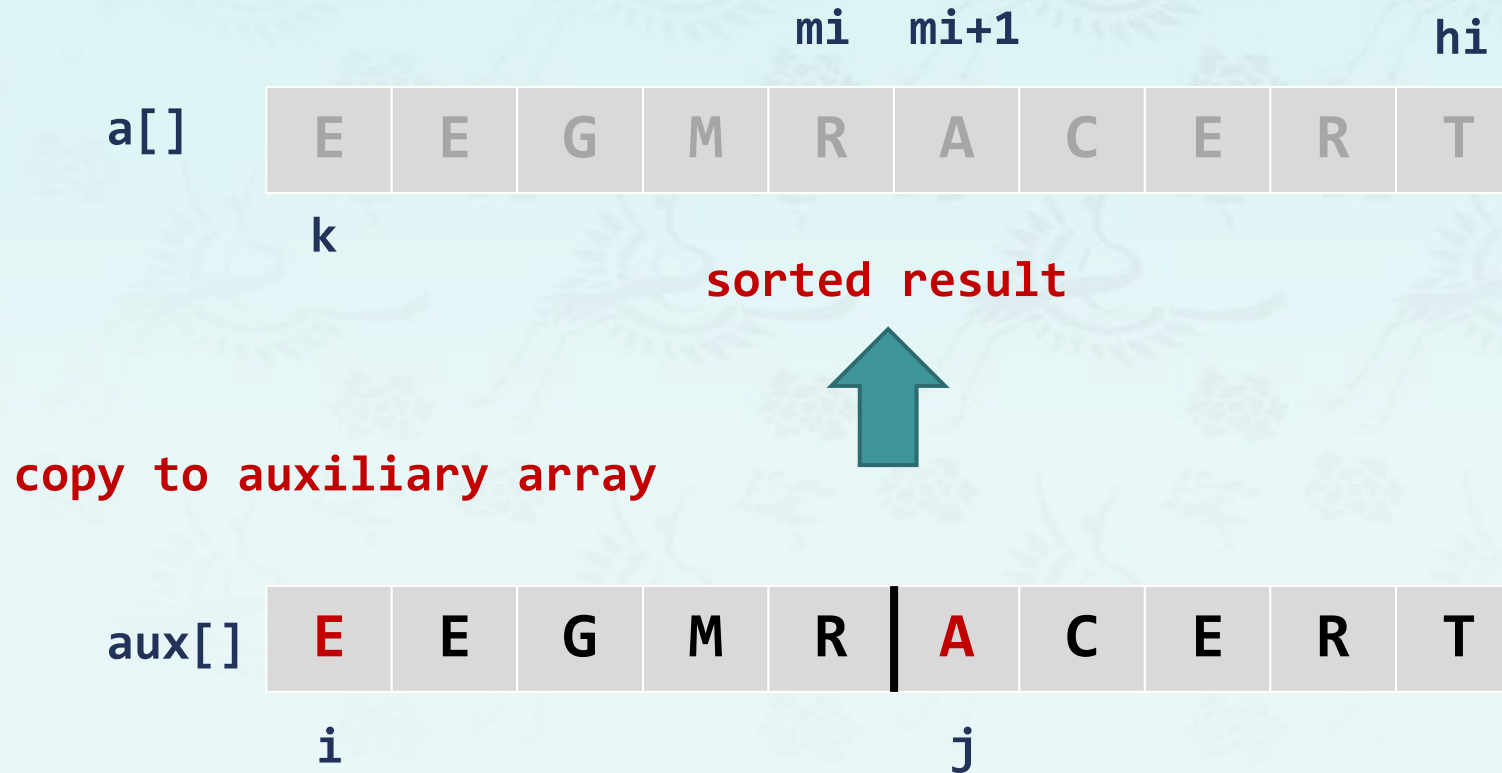 mi mi+1 hi
a[] E E G M R A C E R T
k
sorted result
copy to auxiliary array
aux[] E E G M R A C E R T
i j